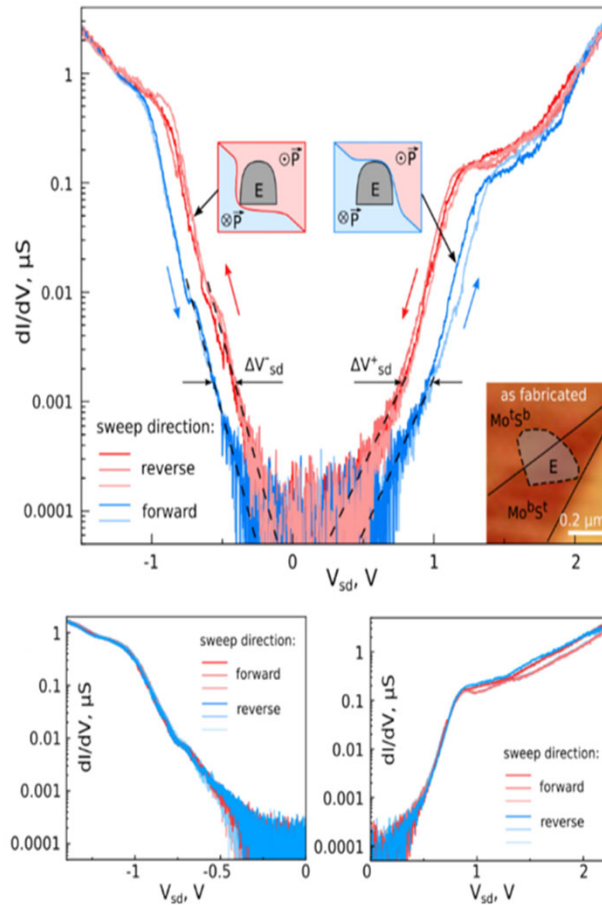 1
0.1
0.01
0.001
0.0001
dI/dV, μS
⊙P⃗
E
⊗P⃗
⊙P⃗
E
⊗P⃗
ΔV⁻sd
ΔV⁺sd
sweep direction:
reverse
forward
as fabricated
MoᵗSᵇ
E
MoᵇSᵗ
0.2 μm
-1
0
1
2
Vsd, V
1
0.1
0.01
0.001
0.0001
dI/dV, μS
sweep direction:
forward
reverse
-1
-0.5
0
Vsd, V
1
0.1
0.01
0.001
0.0001
dI/dV, μS
sweep direction:
forward
reverse
0
1
2
Vsd, V